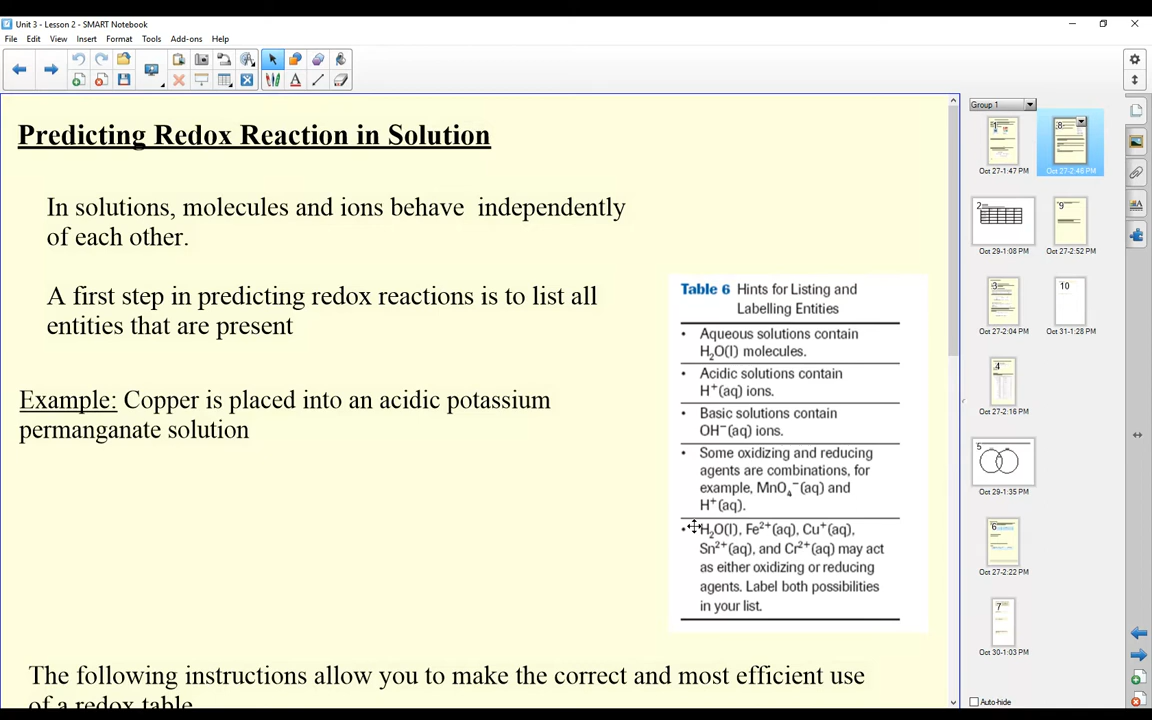 Unit 3 - Lesson 2 - SMART Notebook
File Edit View Insert Format Tools Add-ons Help
Predicting Redox Reaction in Solution
In solutions, molecules and ions behave independently
of each other.
A first step in predicting redox reactions is to list all
entities that are present
Example: Copper is placed into an acidic potassium
permanganate solution
Table 6 Hints for Listing and
Labelling Entities
• Aqueous solutions contain
H₂O(l) molecules.
• Acidic solutions contain
H⁺(aq) ions.
• Basic solutions contain
OH⁻(aq) ions.
• Some oxidizing and reducing
agents are combinations, for
example, MnO₄⁻(aq) and
H⁺(aq).
• H₂O(l), Fe²⁺(aq), Cu⁺(aq),
Sn²⁺(aq), and Cr²⁺(aq) may act
as either oxidizing or reducing
agents. Label both possibilities
in your list.
The following instructions allow you to make the correct and most efficient use
of a redox table
Group 1
1
Oct 27-1:47 PM
2
Oct 29-1:08 PM
3
Oct 27-2:04 PM
4
Oct 27-2:16 PM
5
Oct 29-1:35 PM
6
Oct 27-2:22 PM
7
Oct 30-1:03 PM
8
Oct 27-2:46 PM
9
Oct 27-2:52 PM
10
Oct 31-1:28 PM
Auto-hide